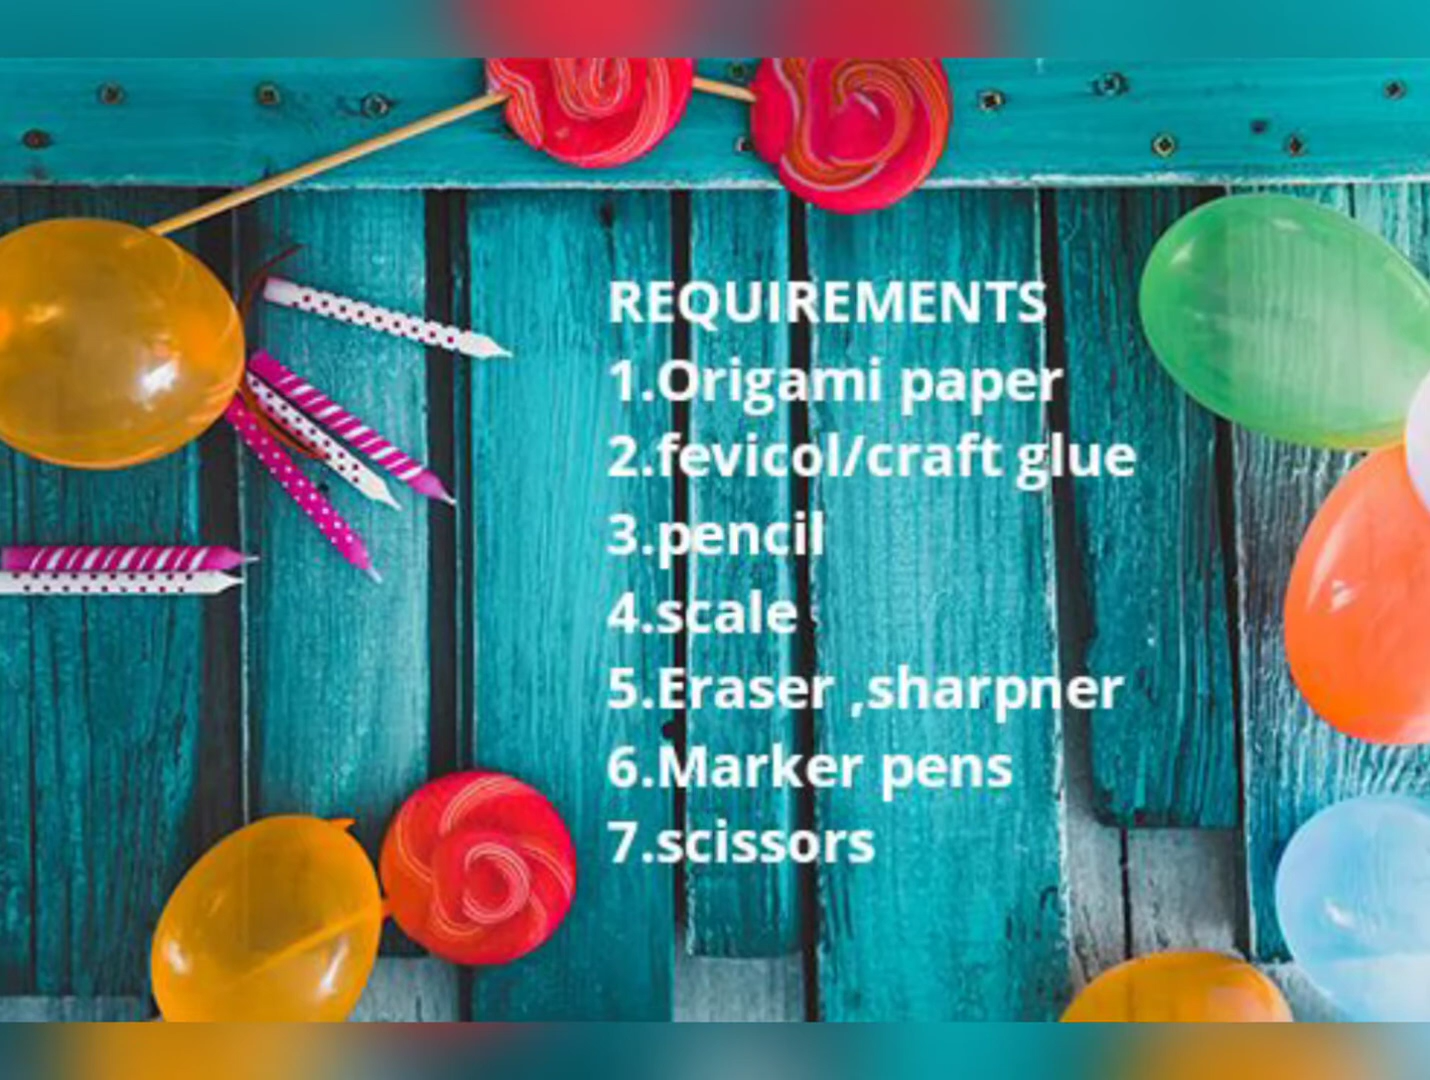 REQUIREMENTS
1.Origami paper
2.fevicol/craft glue
3.pencil
4.scale
5.Eraser ,sharpner
6.Marker pens
7.scissors